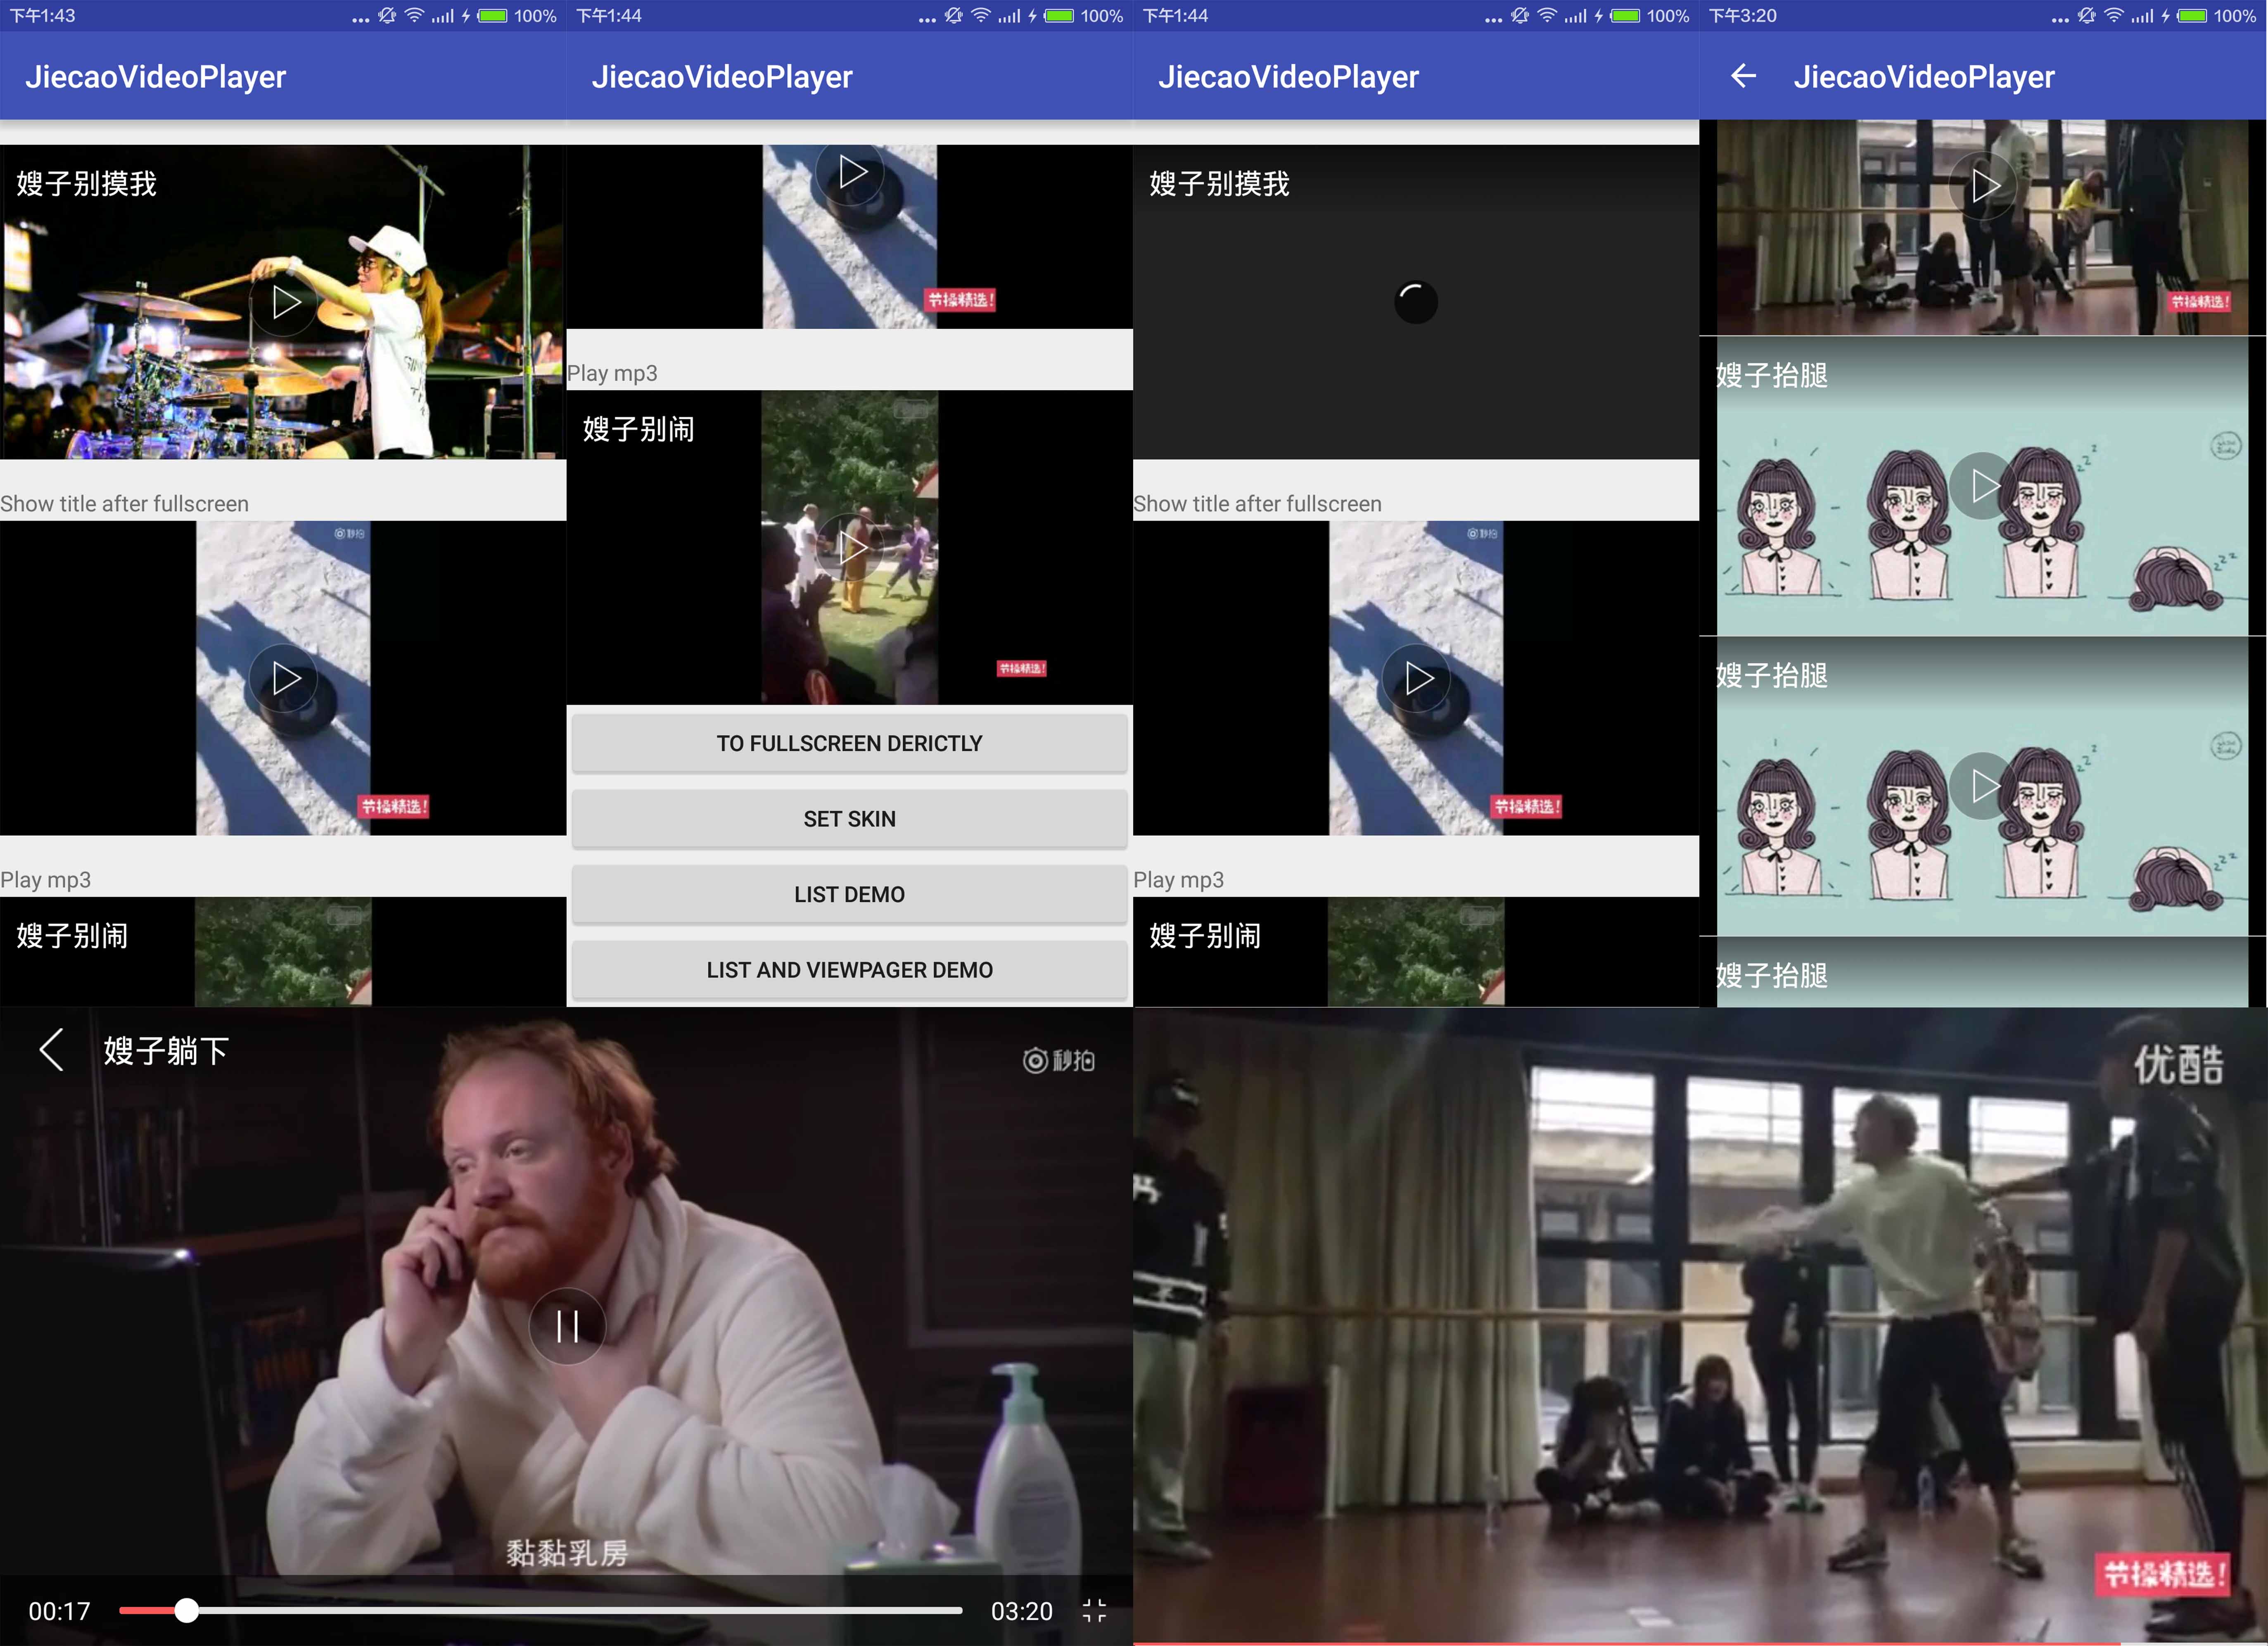 下午1:43
100%
JiecaoVideoPlayer
嫂子别摸我
Show title after fullscreen
秒拍
节操精选!
Play mp3
嫂子别闹
下午1:44
100%
JiecaoVideoPlayer
节操精选!
Play mp3
嫂子别闹
节操精选!
TO FULLSCREEN DERICTLY
SET SKIN
LIST DEMO
LIST AND VIEWPAGER DEMO
下午1:44
100%
JiecaoVideoPlayer
嫂子别摸我
Show title after fullscreen
秒拍
节操精选!
Play mp3
嫂子别闹
下午3:20
100%
JiecaoVideoPlayer
节操精选!
嫂子抬腿
嫂子抬腿
嫂子抬腿
嫂子躺下
秒拍
黏黏乳房
00:17
03:20
优酷
节操精选!